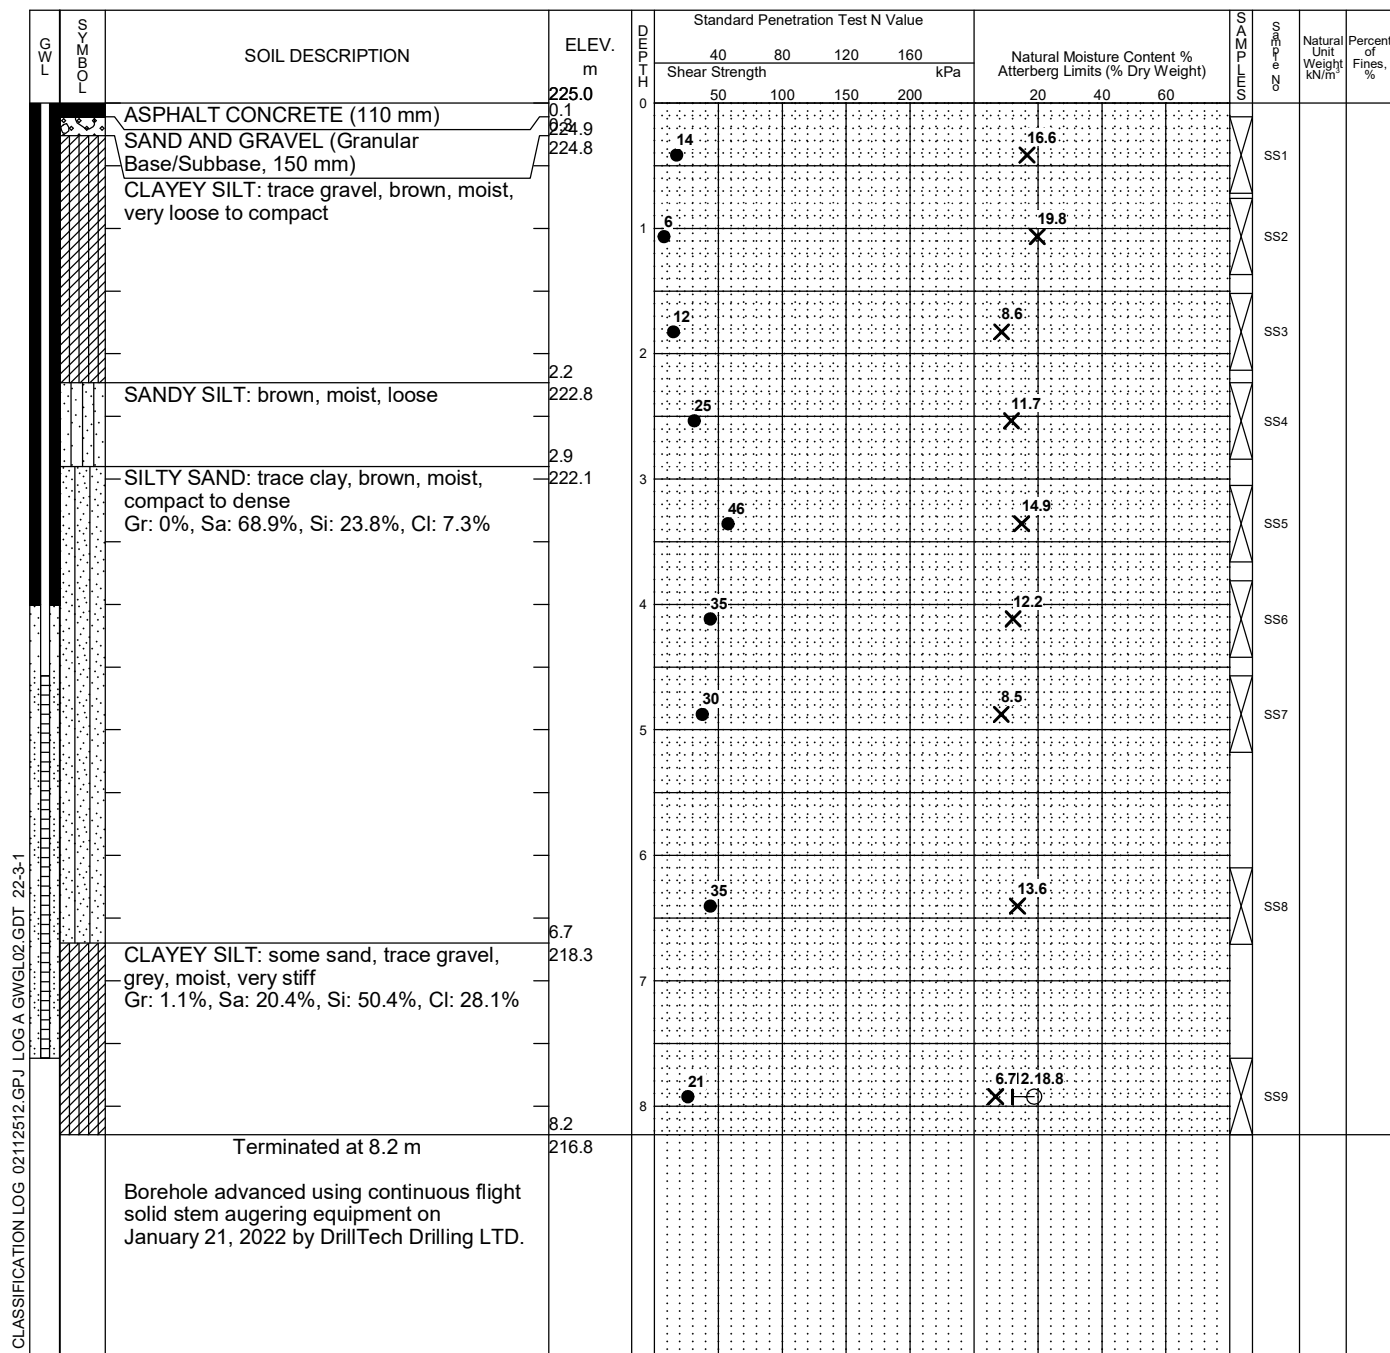 GWL
SYMBOL
SOIL DESCRIPTION
ELEV.
m
DEPTH
Standard Penetration Test N Value
40 80 120 160
Shear Strength kPa
50 100 150 200
Natural Moisture Content %
Atterberg Limits (% Dry Weight)
20 40 60
SAMPLES
Sample No
Natural
Unit
Weight
kN/m³
Percent
of
Fines,
%
225.0
0
ASPHALT CONCRETE (110 mm)
0.1
224.9
SAND AND GRAVEL (Granular
Base/Subbase, 150 mm)
224.8
14 16.6 SS1
CLAYEY SILT: trace gravel, brown, moist,
very loose to compact
6 19.8 SS2
1
12 8.6 SS3
2
2.2
SANDY SILT: brown, moist, loose
222.8
25 11.7 SS4
2.9
SILTY SAND: trace clay, brown, moist,
222.1
3
compact to dense
Gr: 0%, Sa: 68.9%, Si: 23.8%, Cl: 7.3%
46 14.9 SS5
4
35 12.2 SS6
30 8.5 SS7
5
6
35 13.6 SS8
6.7
CLAYEY SILT: some sand, trace gravel,
218.3
grey, moist, very stiff
7
Gr: 1.1%, Sa: 20.4%, Si: 50.4%, Cl: 28.1%
21 6.7 SS9
8
8.2
Terminated at 8.2 m
216.8
Borehole advanced using continuous flight
solid stem augering equipment on
January 21, 2022 by DrillTech Drilling LTD.
CLASSIFICATION LOG 02112512.GPJ LOG A GWGL02.GDT 22-3-1